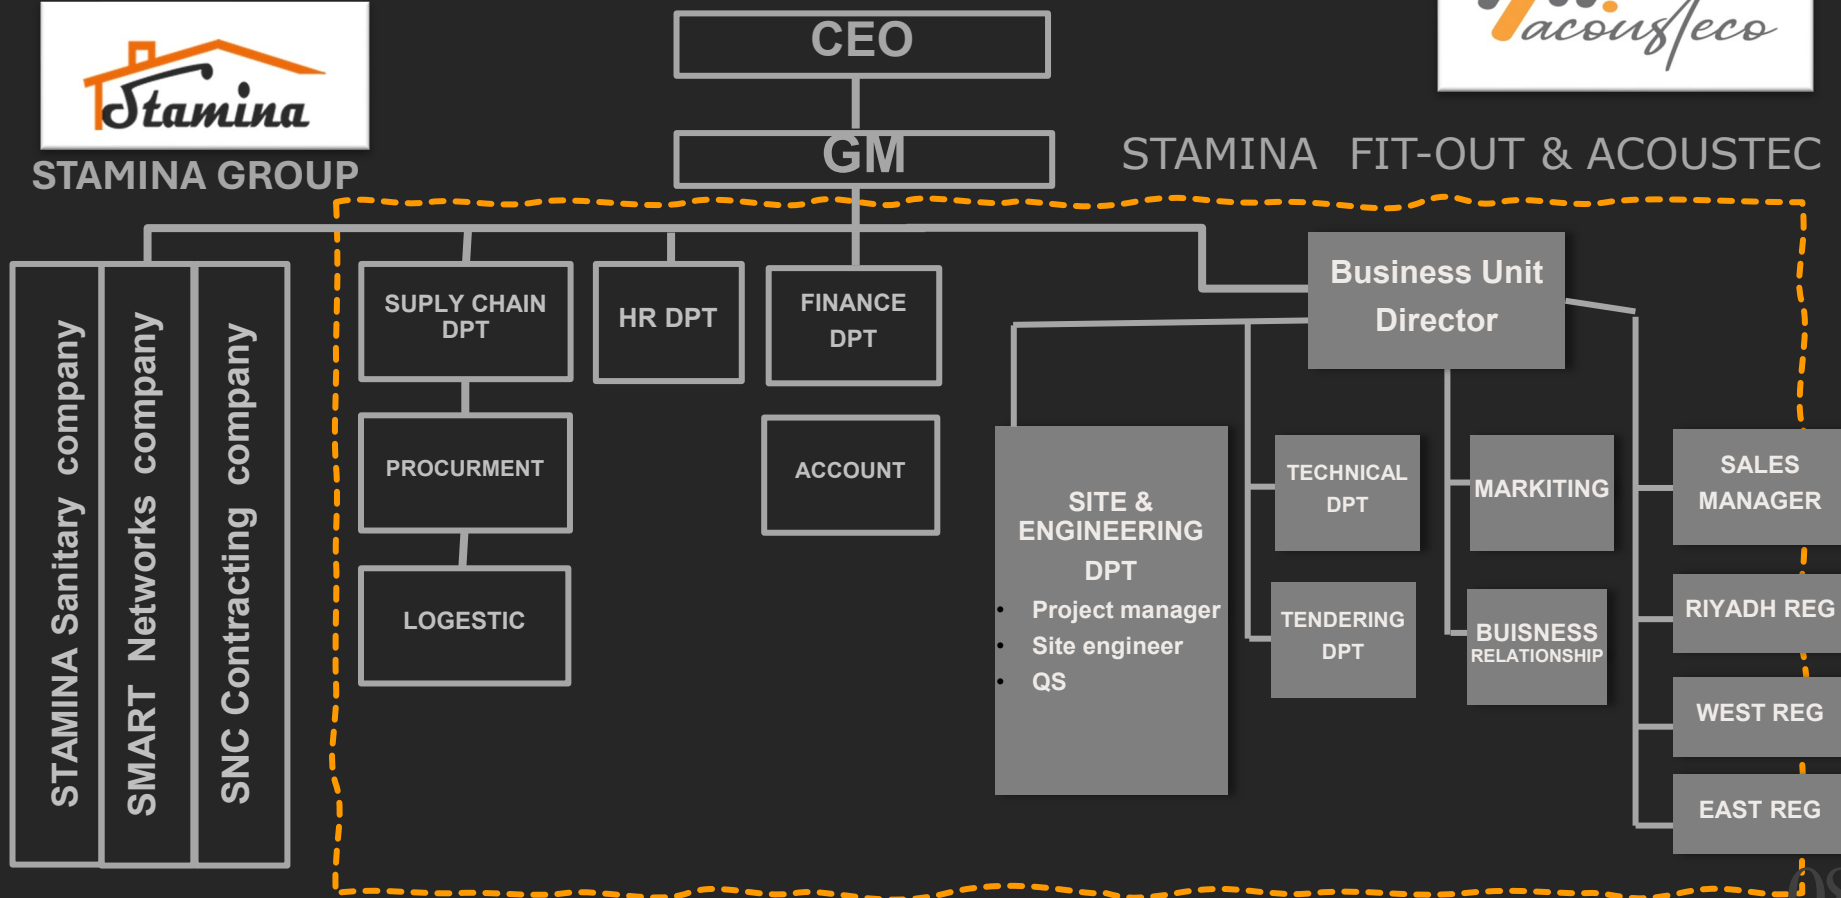 Stamina
STAMINA GROUP
CEO
GM
acousteco
STAMINA FIT-OUT & ACOUSTEC
STAMINA Sanitary company
SMART Networks company
SNC Contracting company
SUPLY CHAIN
DPT
PROCURMENT
LOGESTIC
HR DPT
FINANCE
DPT
ACCOUNT
Business Unit
Director
SITE &
ENGINEERING
DPT
• Project manager
• Site engineer
• QS
TECHNICAL
DPT
TENDERING
DPT
MARKITING
BUISNESS
RELATIONSHIP
SALES
MANAGER
RIYADH REG
WEST REG
EAST REG